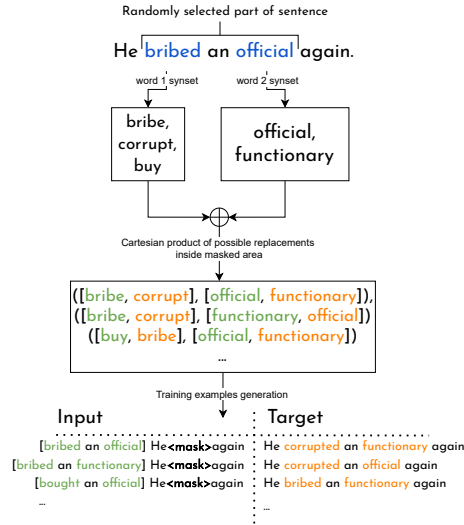 Randomly selected part of sentence
He bribed an official again.
word 1 synset
word 2 synset
bribe,
corrupt,
buy
official,
functionary
Cartesian product of possible replacements
inside masked area
([bribe, corrupt], [official, functionary]),
([bribe, corrupt], [functionary, official])
([buy, bribe], [official, functionary])
...
Training examples generation
Input
Target
[bribed an official] He<mask>again
He corrupted an functionary again
[bribed an functionary] He<mask>again
He corrupted an official again
[bought an official] He<mask>again
He bribed an functionary again
...
...